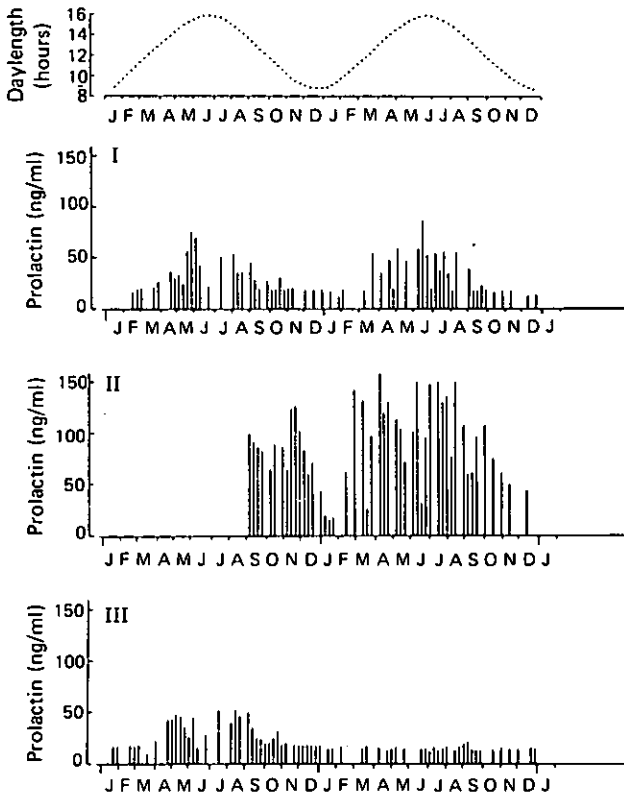 Daylength
(hours)
16
14
12
10
8
J F M A M J J A S O N D J F M A M J J A S O N D
Prolactin (ng/ml)
150
100
50
0
I
J F M A M J J A S O N D J F M A M J J A S O N D J
Prolactin (ng/ml)
150
100
50
0
II
J F M A M J J A S O N D J F M A M J J A S O N D J
Prolactin (ng/ml)
150
100
50
0
III
J F M A M J J A S O N D J F M A M J J A S O N D J